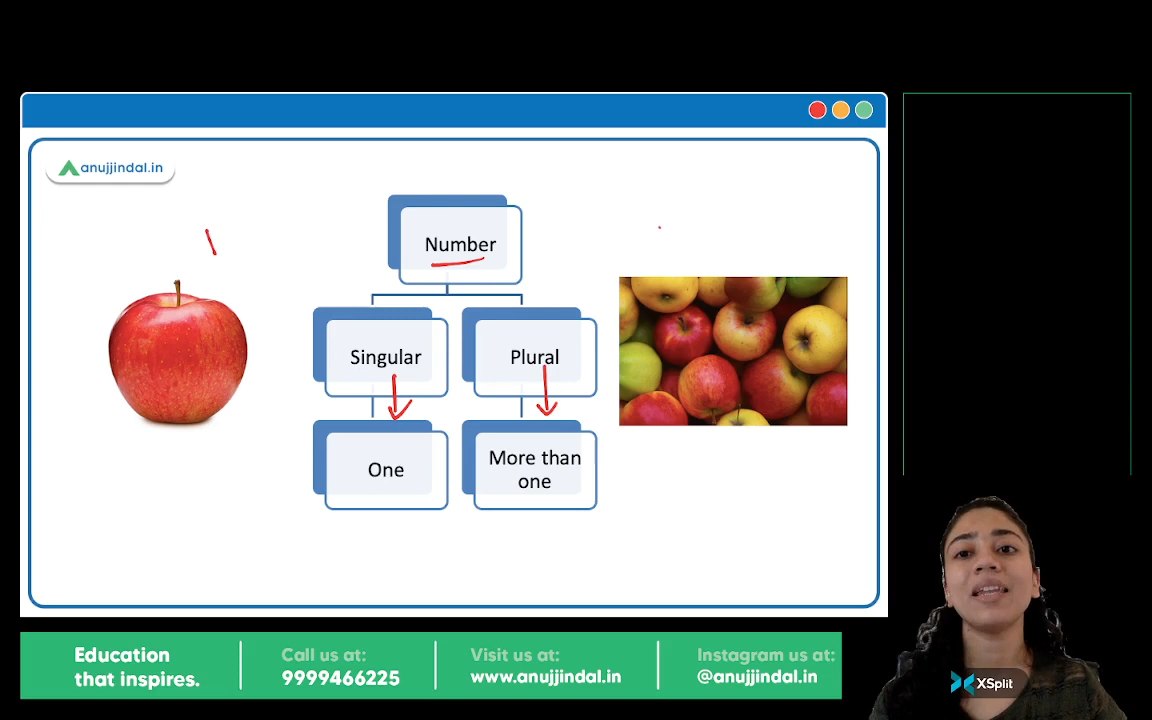 anujjindal.in
Number
Singular
Plural
One
More than
one
Education
that inspires.
Call us at:
9999466225
Visit us at:
www.anujjindal.in
Instagram us at:
@anujjindal.in
XSplit